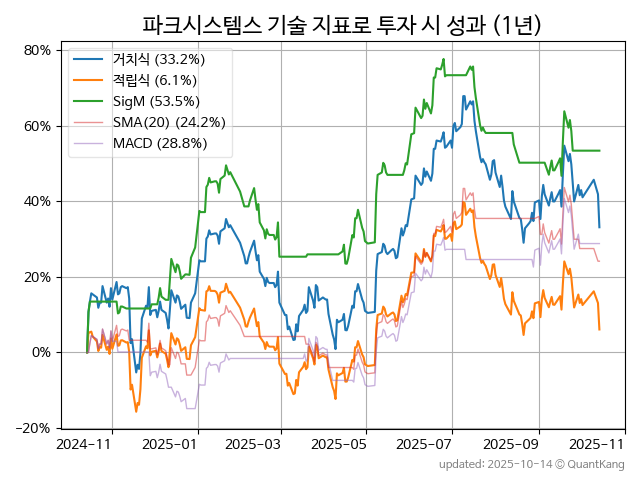 파크시스템스 기술 지표로 투자 시 성과 (1년)
거치식 (33.2%)
적립식 (6.1%)
SigM (53.5%)
SMA(20) (24.2%)
MACD (28.8%)
80%
60%
40%
20%
0%
−20%
2024-11 2025-01 2025-03 2025-05 2025-07 2025-09 2025-11
updated: 2025-10-14 © QuantKang